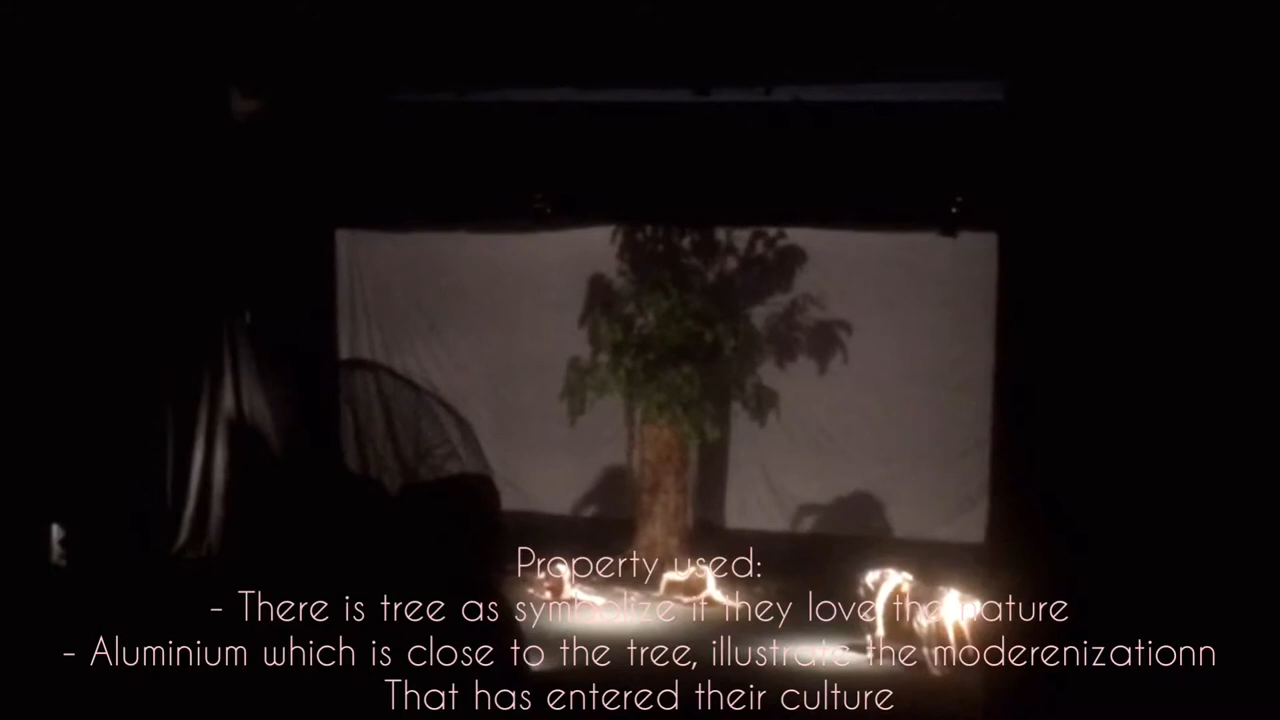 Property used:
- There is tree as symbolize if they love the nature
- Aluminium which is close to the tree, illustrate the moderenizationn
That has entered their culture